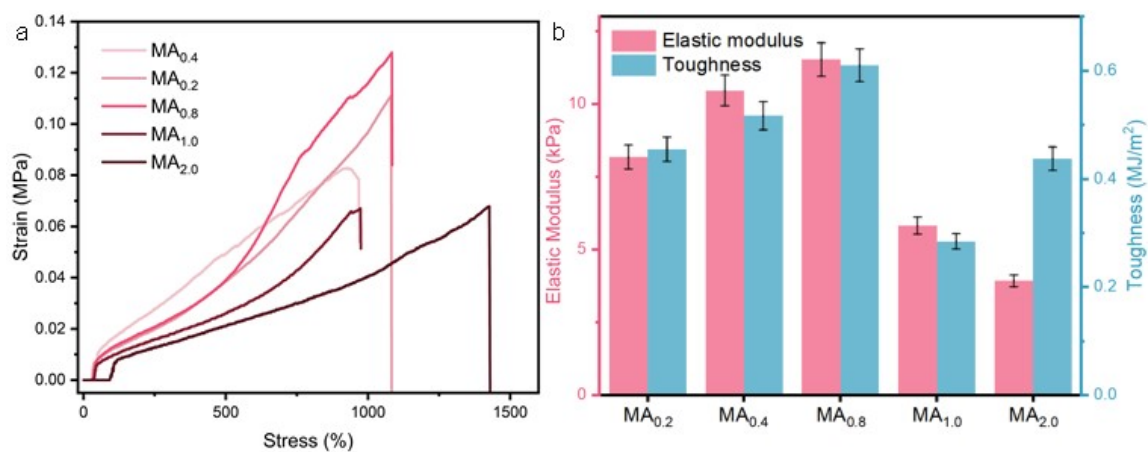 a
0.14
0.12
0.10
0.08
0.06
0.04
0.02
0.00
Strain (MPa)
MA0.4
MA0.2
MA0.8
MA1.0
MA2.0
0 500 1000 1500
Stress (%)
b
Elastic modulus
Toughness
10
5
0
Elastic Modulus (kPa)
0.6
0.4
0.2
0.0
Toughness (MJ/m²)
MA0.2 MA0.4 MA0.8 MA1.0 MA2.0